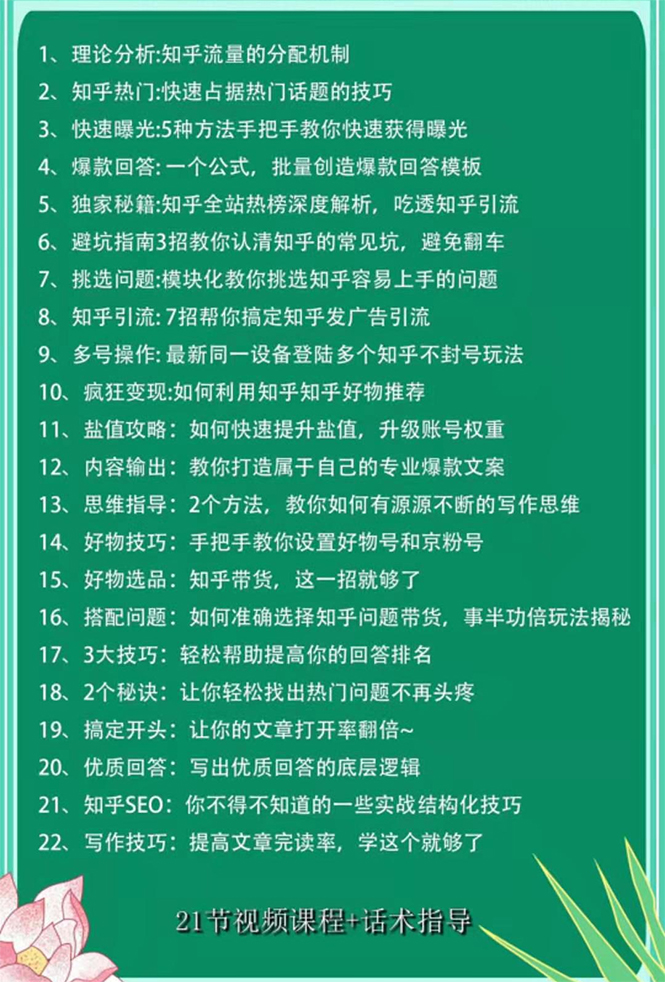 1、理论分析:知乎流量的分配机制
2、知乎热门:快速占据热门话题的技巧
3、快速曝光:5种方法手把手教你快速获得曝光
4、爆款回答:一个公式，批量创造爆款回答模板
5、独家秘籍:知乎全站热榜深度解析，吃透知乎引流
6、避坑指南3招教你认清知乎的常见坑，避免翻车
7、挑选问题:模块化教你挑选知乎容易上手的问题
8、知乎引流:7招帮你搞定知乎发广告引流
9、多号操作:最新同一设备登陆多个知乎不封号玩法
10、疯狂变现:如何利用知乎知乎好物推荐
11、盐值攻略：如何快速提升盐值，升级账号权重
12、内容输出：教你打造属于自己的专业爆款文案
13、思维指导：2个方法，教你如何有源源不断的写作思维
14、好物技巧：手把手教你设置好物号和京粉号
15、好物选品：知乎带货，这一招就够了
16、搭配问题：如何准确选择知乎问题带货，事半功倍玩法揭秘
17、3大技巧：轻松帮助提高你的回答排名
18、2个秘诀：让你轻松找出热门问题不再头疼
19、搞定开头：让你的文章打开率翻倍~
20、优质回答：写出优质回答的底层逻辑
21、知乎SEO：你不得不知道的一些实战结构化技巧
22、写作技巧：提高文章完读率，学这个就够了
21节视频课程+话术指导